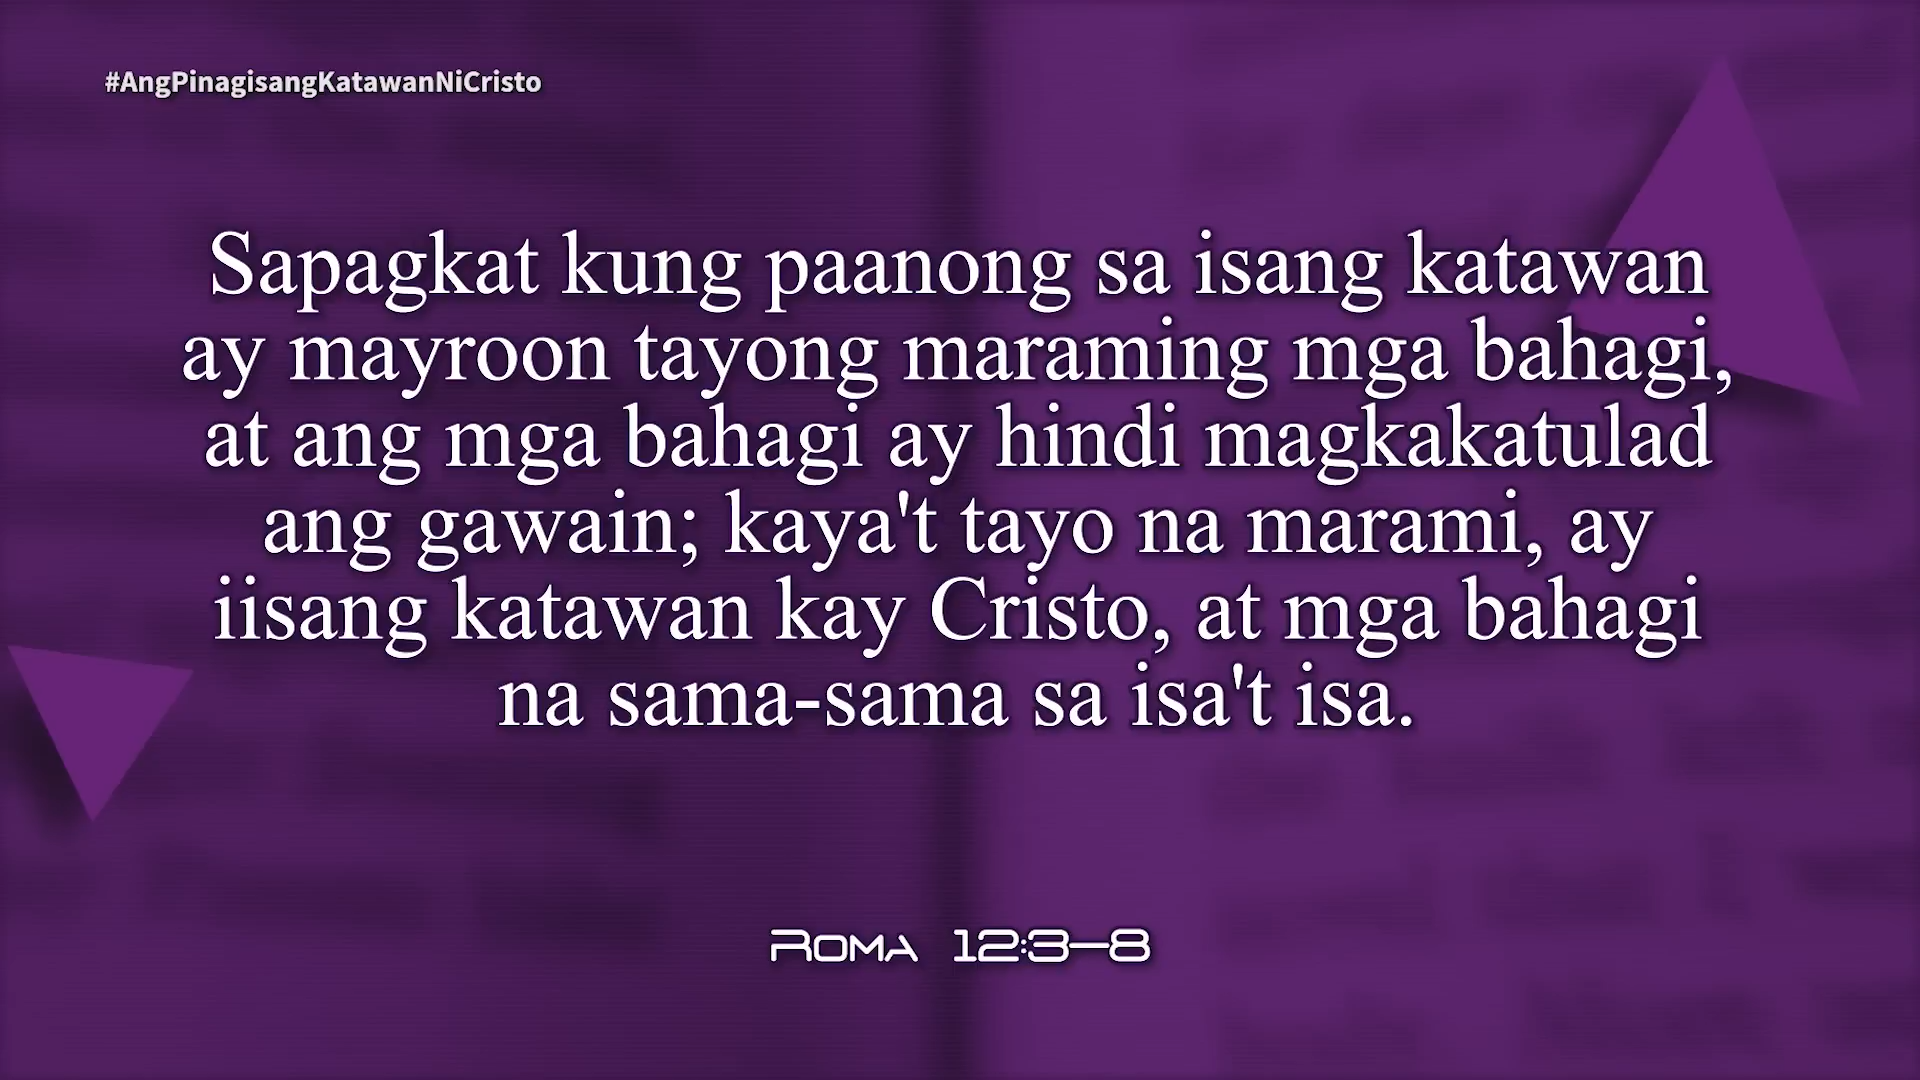 #AngPinagisangKatawanNiCristo
Sapagkat kung paanong sa isang katawan
ay mayroon tayong maraming mga bahagi,
at ang mga bahagi ay hindi magkakatulad
ang gawain; kaya't tayo na marami, ay
iisang katawan kay Cristo, at mga bahagi
na sama-sama sa isa't isa.
Roma 12:3–8